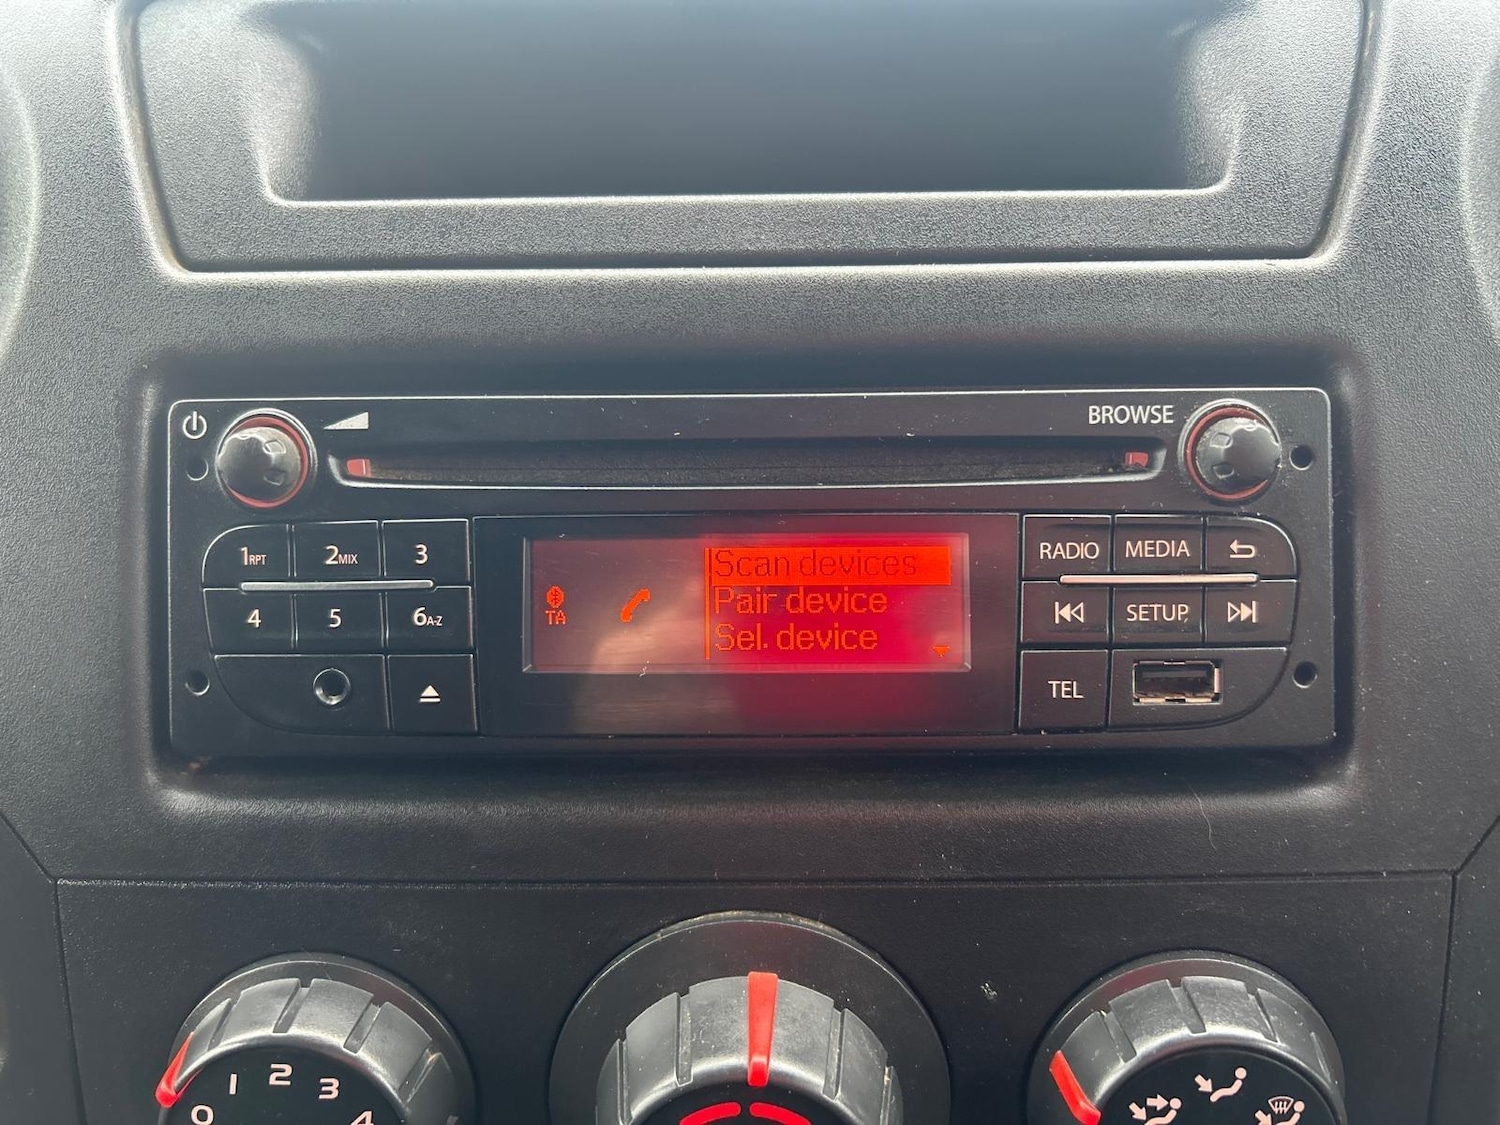 BROWSE
1RPT 2MIX 3
4 5 6A-Z
TA
Scan devices
Pair device
Sel. device
RADIO MEDIA
SETUP
TEL
0 1 2 3 4